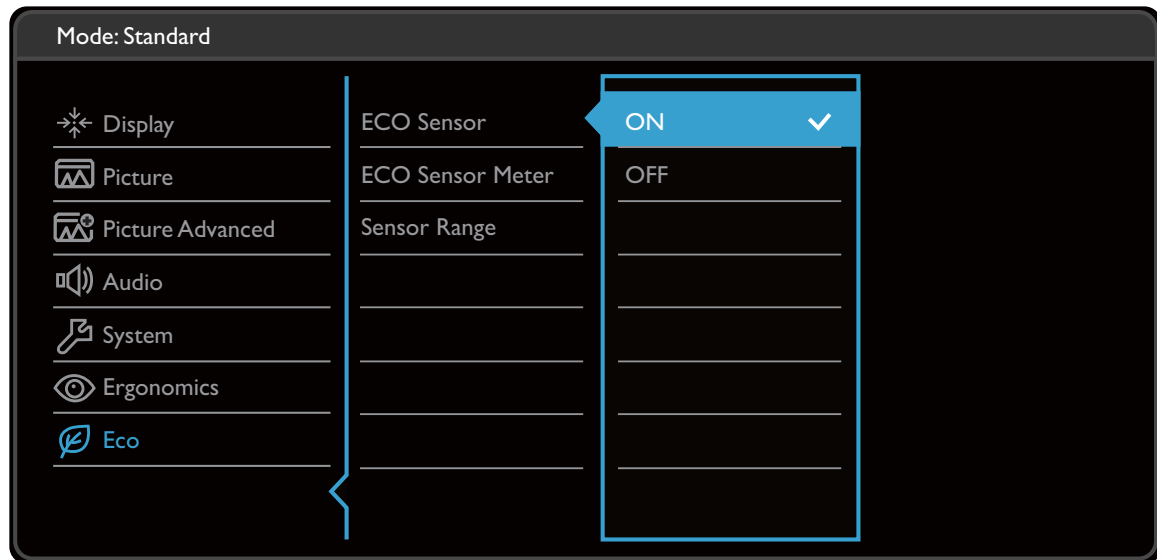 Mode: Standard
Display
Picture
Picture Advanced
Audio
System
Ergonomics
Eco
ECO Sensor
ECO Sensor Meter
Sensor Range
ON
OFF